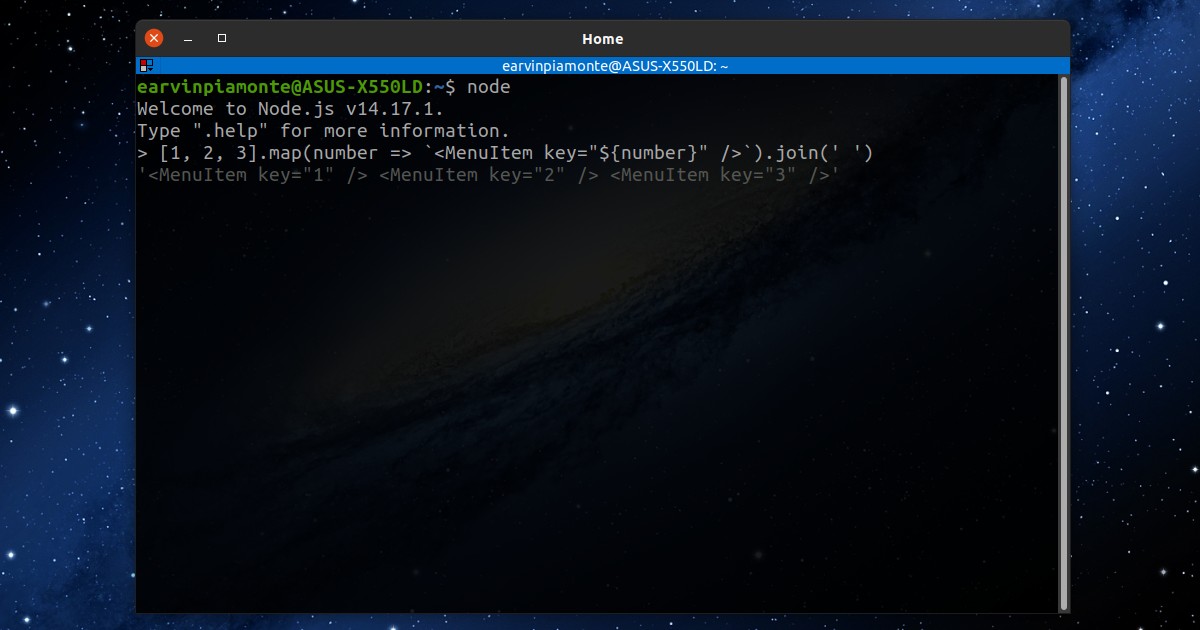 Home
earvinpiamonte@ASUS-X550LD: ~
earvinpiamonte@ASUS-X550LD:~$ node
Welcome to Node.js v14.17.1.
Type ".help" for more information.
> [1, 2, 3].map(number => `<MenuItem key="${number}" />`).join(' ')
'<MenuItem key="1" /> <MenuItem key="2" /> <MenuItem key="3" />'